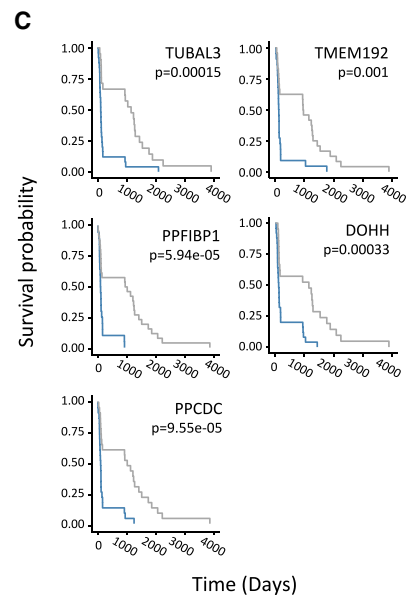 C
Survival probability
TUBAL3
p=0.00015
1.00
0.75
0.50
0.25
0.00
0 1000 2000 3000 4000
TMEM192
p=0.001
1.00
0.75
0.50
0.25
0.00
0 1000 2000 3000 4000
PPFIBP1
p=5.94e-05
1.00
0.75
0.50
0.25
0.00
0 1000 2000 3000 4000
DOHH
p=0.00033
1.00
0.75
0.50
0.25
0.00
0 1000 2000 3000 4000
PPCDC
p=9.55e-05
1.00
0.75
0.50
0.25
0.00
0 1000 2000 3000 4000
Time (Days)